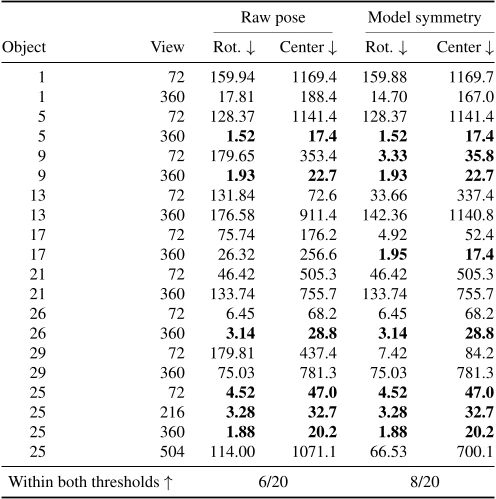 Raw pose Model symmetry
Object View Rot. ↓ Center ↓ Rot. ↓ Center ↓
1 72 159.94 1169.4 159.88 1169.7
1 360 17.81 188.4 14.70 167.0
5 72 128.37 1141.4 128.37 1141.4
5 360 1.52 17.4 1.52 17.4
9 72 179.65 353.4 3.33 35.8
9 360 1.93 22.7 1.93 22.7
13 72 131.84 72.6 33.66 337.4
13 360 176.58 911.4 142.36 1140.8
17 72 75.74 176.2 4.92 52.4
17 360 26.32 256.6 1.95 17.4
21 72 46.42 505.3 46.42 505.3
21 360 133.74 755.7 133.74 755.7
26 72 6.45 68.2 6.45 68.2
26 360 3.14 28.8 3.14 28.8
29 72 179.81 437.4 7.42 84.2
29 360 75.03 781.3 75.03 781.3
25 72 4.52 47.0 4.52 47.0
25 216 3.28 32.7 3.28 32.7
25 360 1.88 20.2 1.88 20.2
25 504 114.00 1071.1 66.53 700.1
Within both thresholds ↑ 6/20 8/20